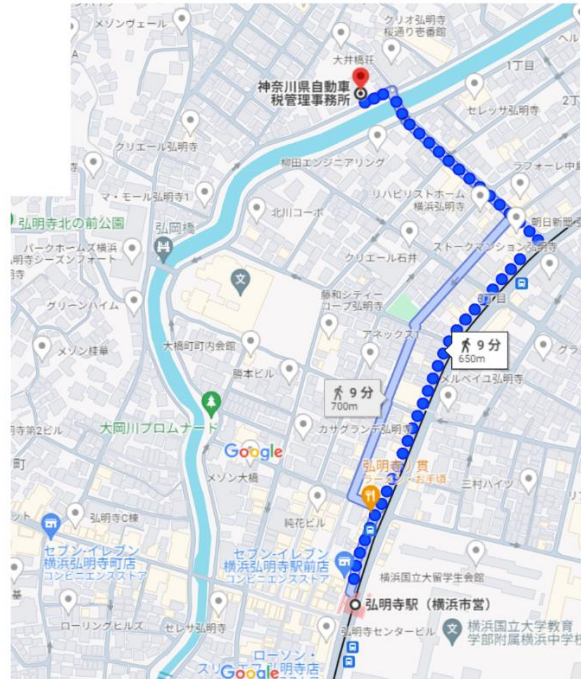 メゾンヴェール
クリオ弘明寺
桜通り壱番館
大井橋荘
神奈川県自動車
税管理事務所
1丁目
ヘル
セレッサ弘明寺
2丁
クリエール弘明寺
柳田エンジニアリング
リハビリストホーム
横浜弘明寺
ラフォーレ中島
マ・モール弘明寺1
北川コーポ
朝日新聞
弘明寺北の前公園
弘岡橋
ストークマンション弘明寺
パークホームズ横浜
弘明寺シーズンフォート
クリエール石井
グリーンハイム
藤和シティー
コープ弘明寺
文
大橋町町内会館
アネックス1
9 分
650m
グラ
メゾン桂華
勝本ビル
メルベイユ弘明寺
9 分
700m
カサグランデ弘明寺
寺第2ビル
大岡川プロムナード
Google
メゾン大橋
町
ラーメン・お手頃
三村ハイツ
弘明寺C棟
純花ビル
セブン-イレブン
横浜弘明寺町店
コンビニエンスストア
セブン-イレブン
横浜弘明寺駅前店
コンビニエンスストア
横浜国立大留学生会館
弘明寺駅（横浜市営）
ローリングヒルズ
セレサ弘明寺
弘明寺センタービル
文
横浜国立大学教育
学部附属横浜中学校
ローソン・
弘明寺店
Google